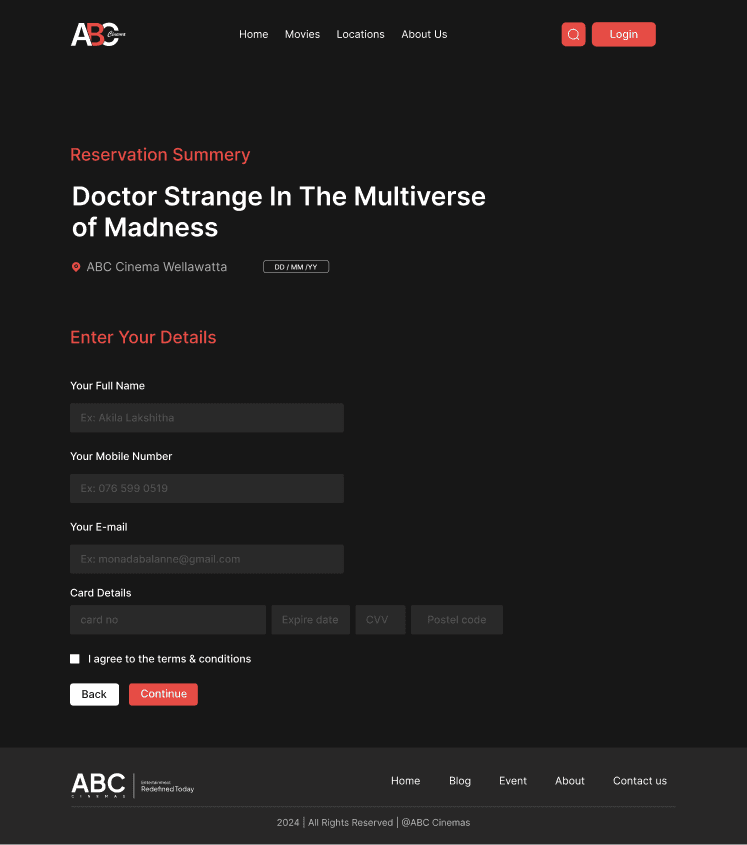 ABC Cinema
Home Movies Locations About Us
Login
Reservation Summery
Doctor Strange In The Multiverse
of Madness
ABC Cinema Wellawatta
DD / MM /YY
Enter Your Details
Your Full Name
Ex: Akila Lakshitha
Your Mobile Number
Ex: 076 599 0519
Your E-mail
Ex: monadabalanne@gmail.com
Card Details
card no Expire date CVV Postel code
I agree to the terms & conditions
Back Continue
ABC
CINEMAS
Entertainment
Redefined Today
Home Blog Event About Contact us
2024 | All Rights Reserved | @ABC Cinemas